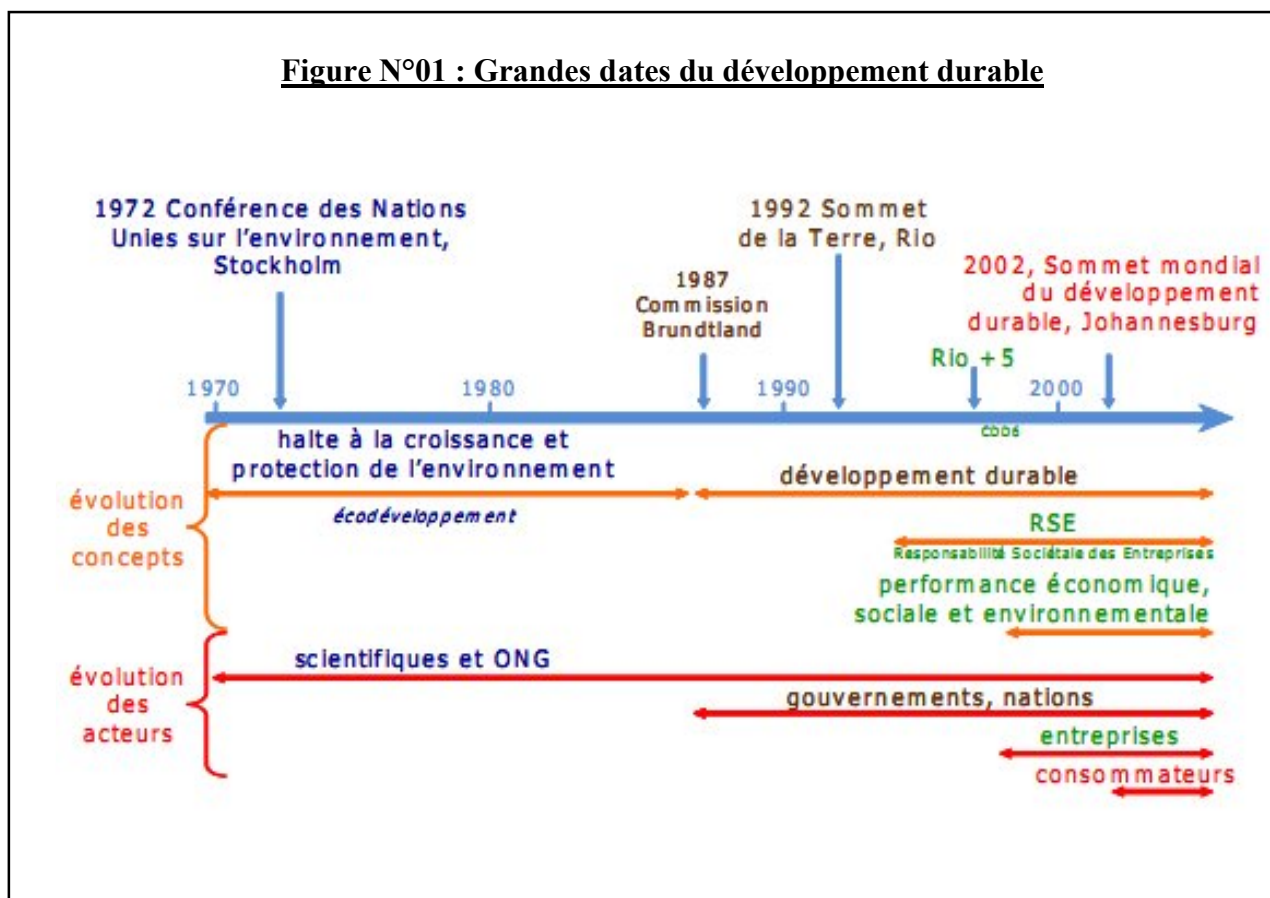 Figure N°01 : Grandes dates du développement durable
1972 Conférence des Nations
Unies sur l'environnement,
Stockholm
1987
Commission
Brundtland
1992 Sommet
de la Terre, Rio
2002, Sommet mondial
du développement
durable, Johannesburg
Rio +5
1970
1980
1990
2000
halte à la croissance et
protection de l'environnement
écodéveloppement
développement durable
RSE
Responsabilité Sociétale des Entreprises
performance économique,
sociale et environnementale
évolution
des
concepts
scientifiques et ONG
gouvernements, nations
entreprises
consommateurs
évolution
des
acteurs